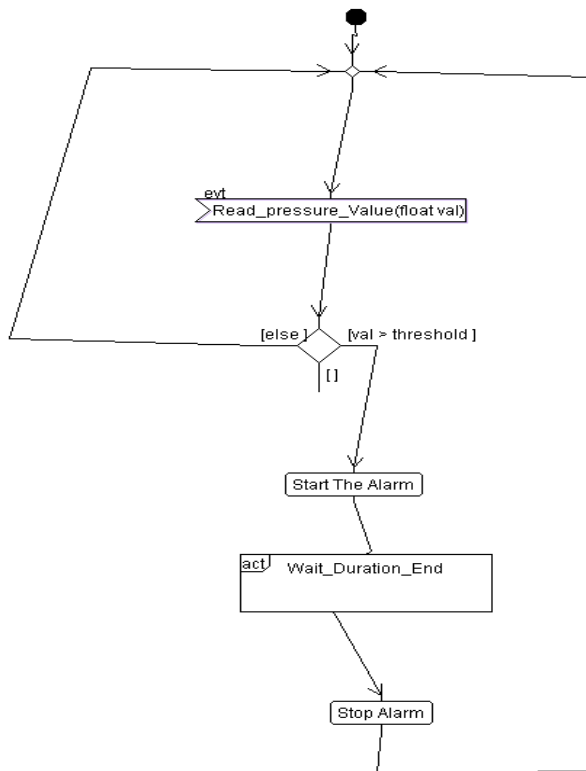 evt
Read_pressure_Value(float val)
[else ]
[val > threshold ]
[ ]
Start The Alarm
act
Wait_Duration_End
Stop Alarm